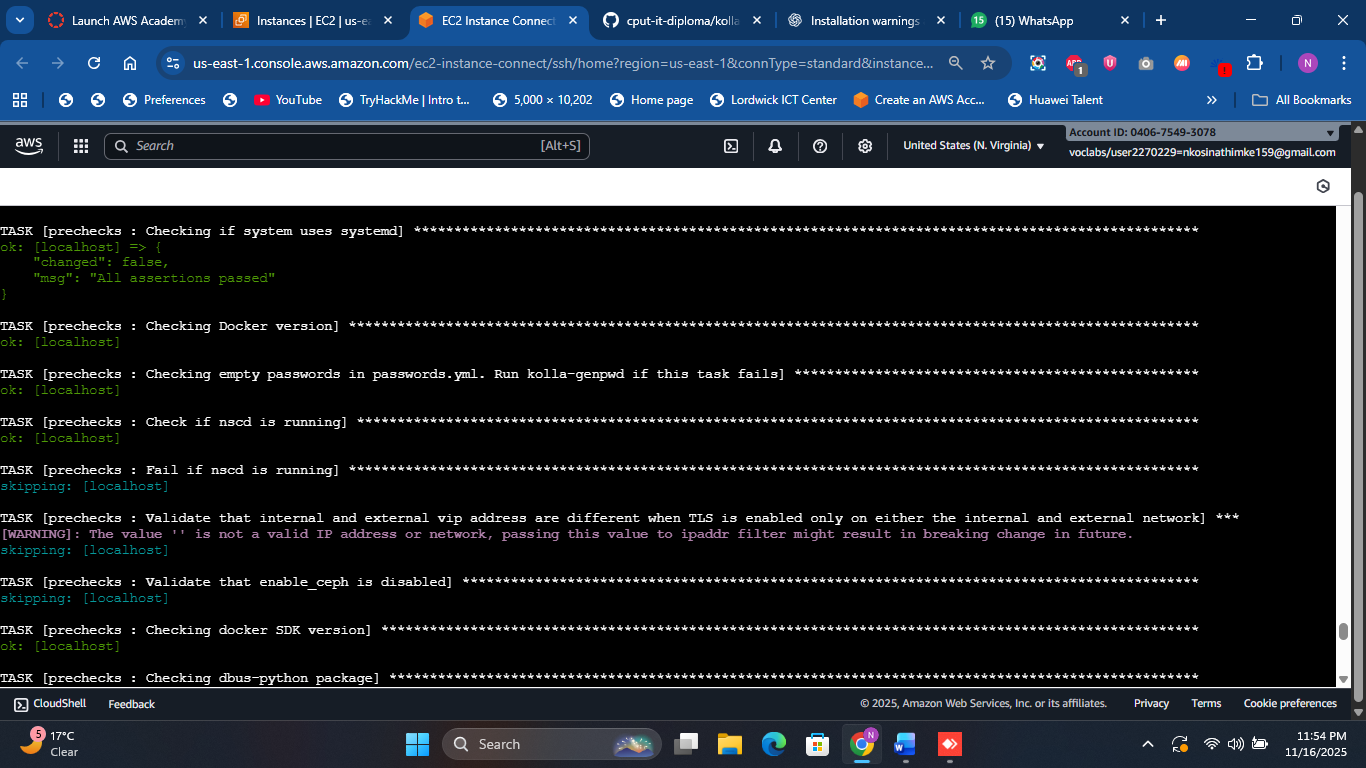 Launch AWS Academy
Instances | EC2 | us-ea
EC2 Instance Connect
cput-it-diploma/kolla
Installation warnings
15
(15) WhatsApp
us-east-1.console.aws.amazon.com/ec2-instance-connect/ssh/home?region=us-east-1&connType=standard&instance...
1
N
Preferences
YouTube
TryHackMe | Intro t...
5,000 × 10,202
Home page
Lordwick ICT Center
Create an AWS Acc...
Huawei Talent
»
All Bookmarks
aws
Search
[Alt+S]
United States (N. Virginia)
Account ID: 0406-7549-3078
voclabs/user2270229=nkosinathimke159@gmail.com
TASK [prechecks : Checking if system uses systemd] ************************************************************************************************
ok: [localhost] => {
    "changed": false,
    "msg": "All assertions passed"
}
TASK [prechecks : Checking Docker version] ********************************************************************************************************
ok: [localhost]
TASK [prechecks : Checking empty passwords in passwords.yml. Run kolla-genpwd if this task fails] *************************************************
ok: [localhost]
TASK [prechecks : Check if nscd is running] *******************************************************************************************************
ok: [localhost]
TASK [prechecks : Fail if nscd is running] ********************************************************************************************************
skipping: [localhost]
TASK [prechecks : Validate that internal and external vip address are different when TLS is enabled only on either the internal and external network] ***
[WARNING]: The value '' is not a valid IP address or network, passing this value to ipaddr filter might result in breaking change in future.
skipping: [localhost]
TASK [prechecks : Validate that enable_ceph is disabled] ******************************************************************************************
skipping: [localhost]
TASK [prechecks : Checking docker SDK version] ****************************************************************************************************
ok: [localhost]
TASK [prechecks : Checking dbus-python package] ***************************************************************************************************
CloudShell
Feedback
© 2025, Amazon Web Services, Inc. or its affiliates.
Privacy
Terms
Cookie preferences
5
17°C
Clear
Search
N
11:54 PM
11/16/2025